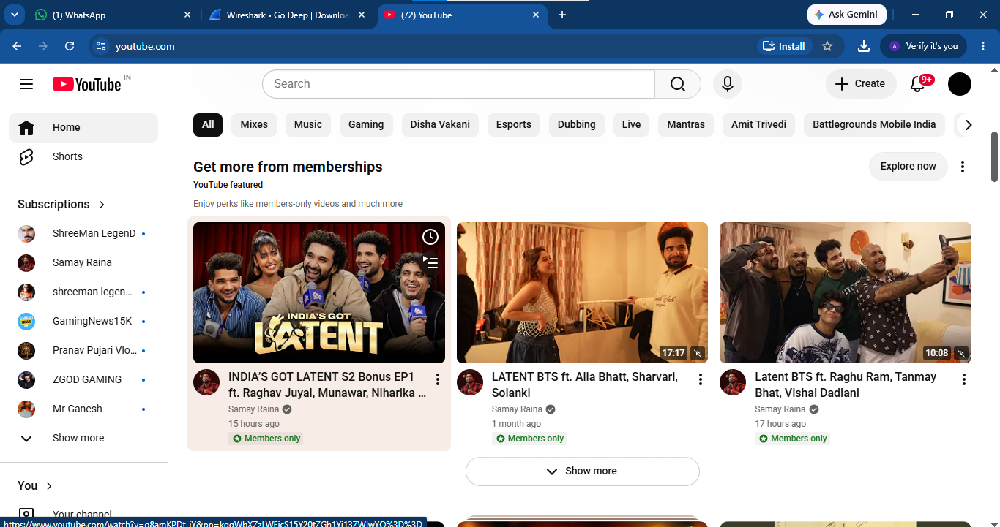 (1) WhatsApp
Wireshark • Go Deep | Downloa
(72) YouTube
Ask Gemini
youtube.com
Install
A
Verify it's you
YouTube
IN
Search
Create
9+
Home
Shorts
Subscriptions
ShreeMan LegenD
Samay Raina
shreeman legen...
GamingNews15K
Pranav Pujari Vlo...
ZGOD GAMING
Mr Ganesh
Show more
You
Your channel
All
Mixes
Music
Gaming
Disha Vakani
Esports
Dubbing
Live
Mantras
Amit Trivedi
Battlegrounds Mobile India
Get more from memberships
YouTube featured
Enjoy perks like members-only videos and much more
Explore now
INDIA'S GOT
LATENT
INDIA'S GOT LATENT S2 Bonus EP1
ft. Raghav Juyal, Munawar, Niharika ...
Samay Raina
15 hours ago
Members only
17:17
LATENT BTS ft. Alia Bhatt, Sharvari,
Solanki
Samay Raina
1 month ago
Members only
10:08
Latent BTS ft. Raghu Ram, Tanmay
Bhat, Vishal Dadlani
Samay Raina
17 hours ago
Members only
Show more